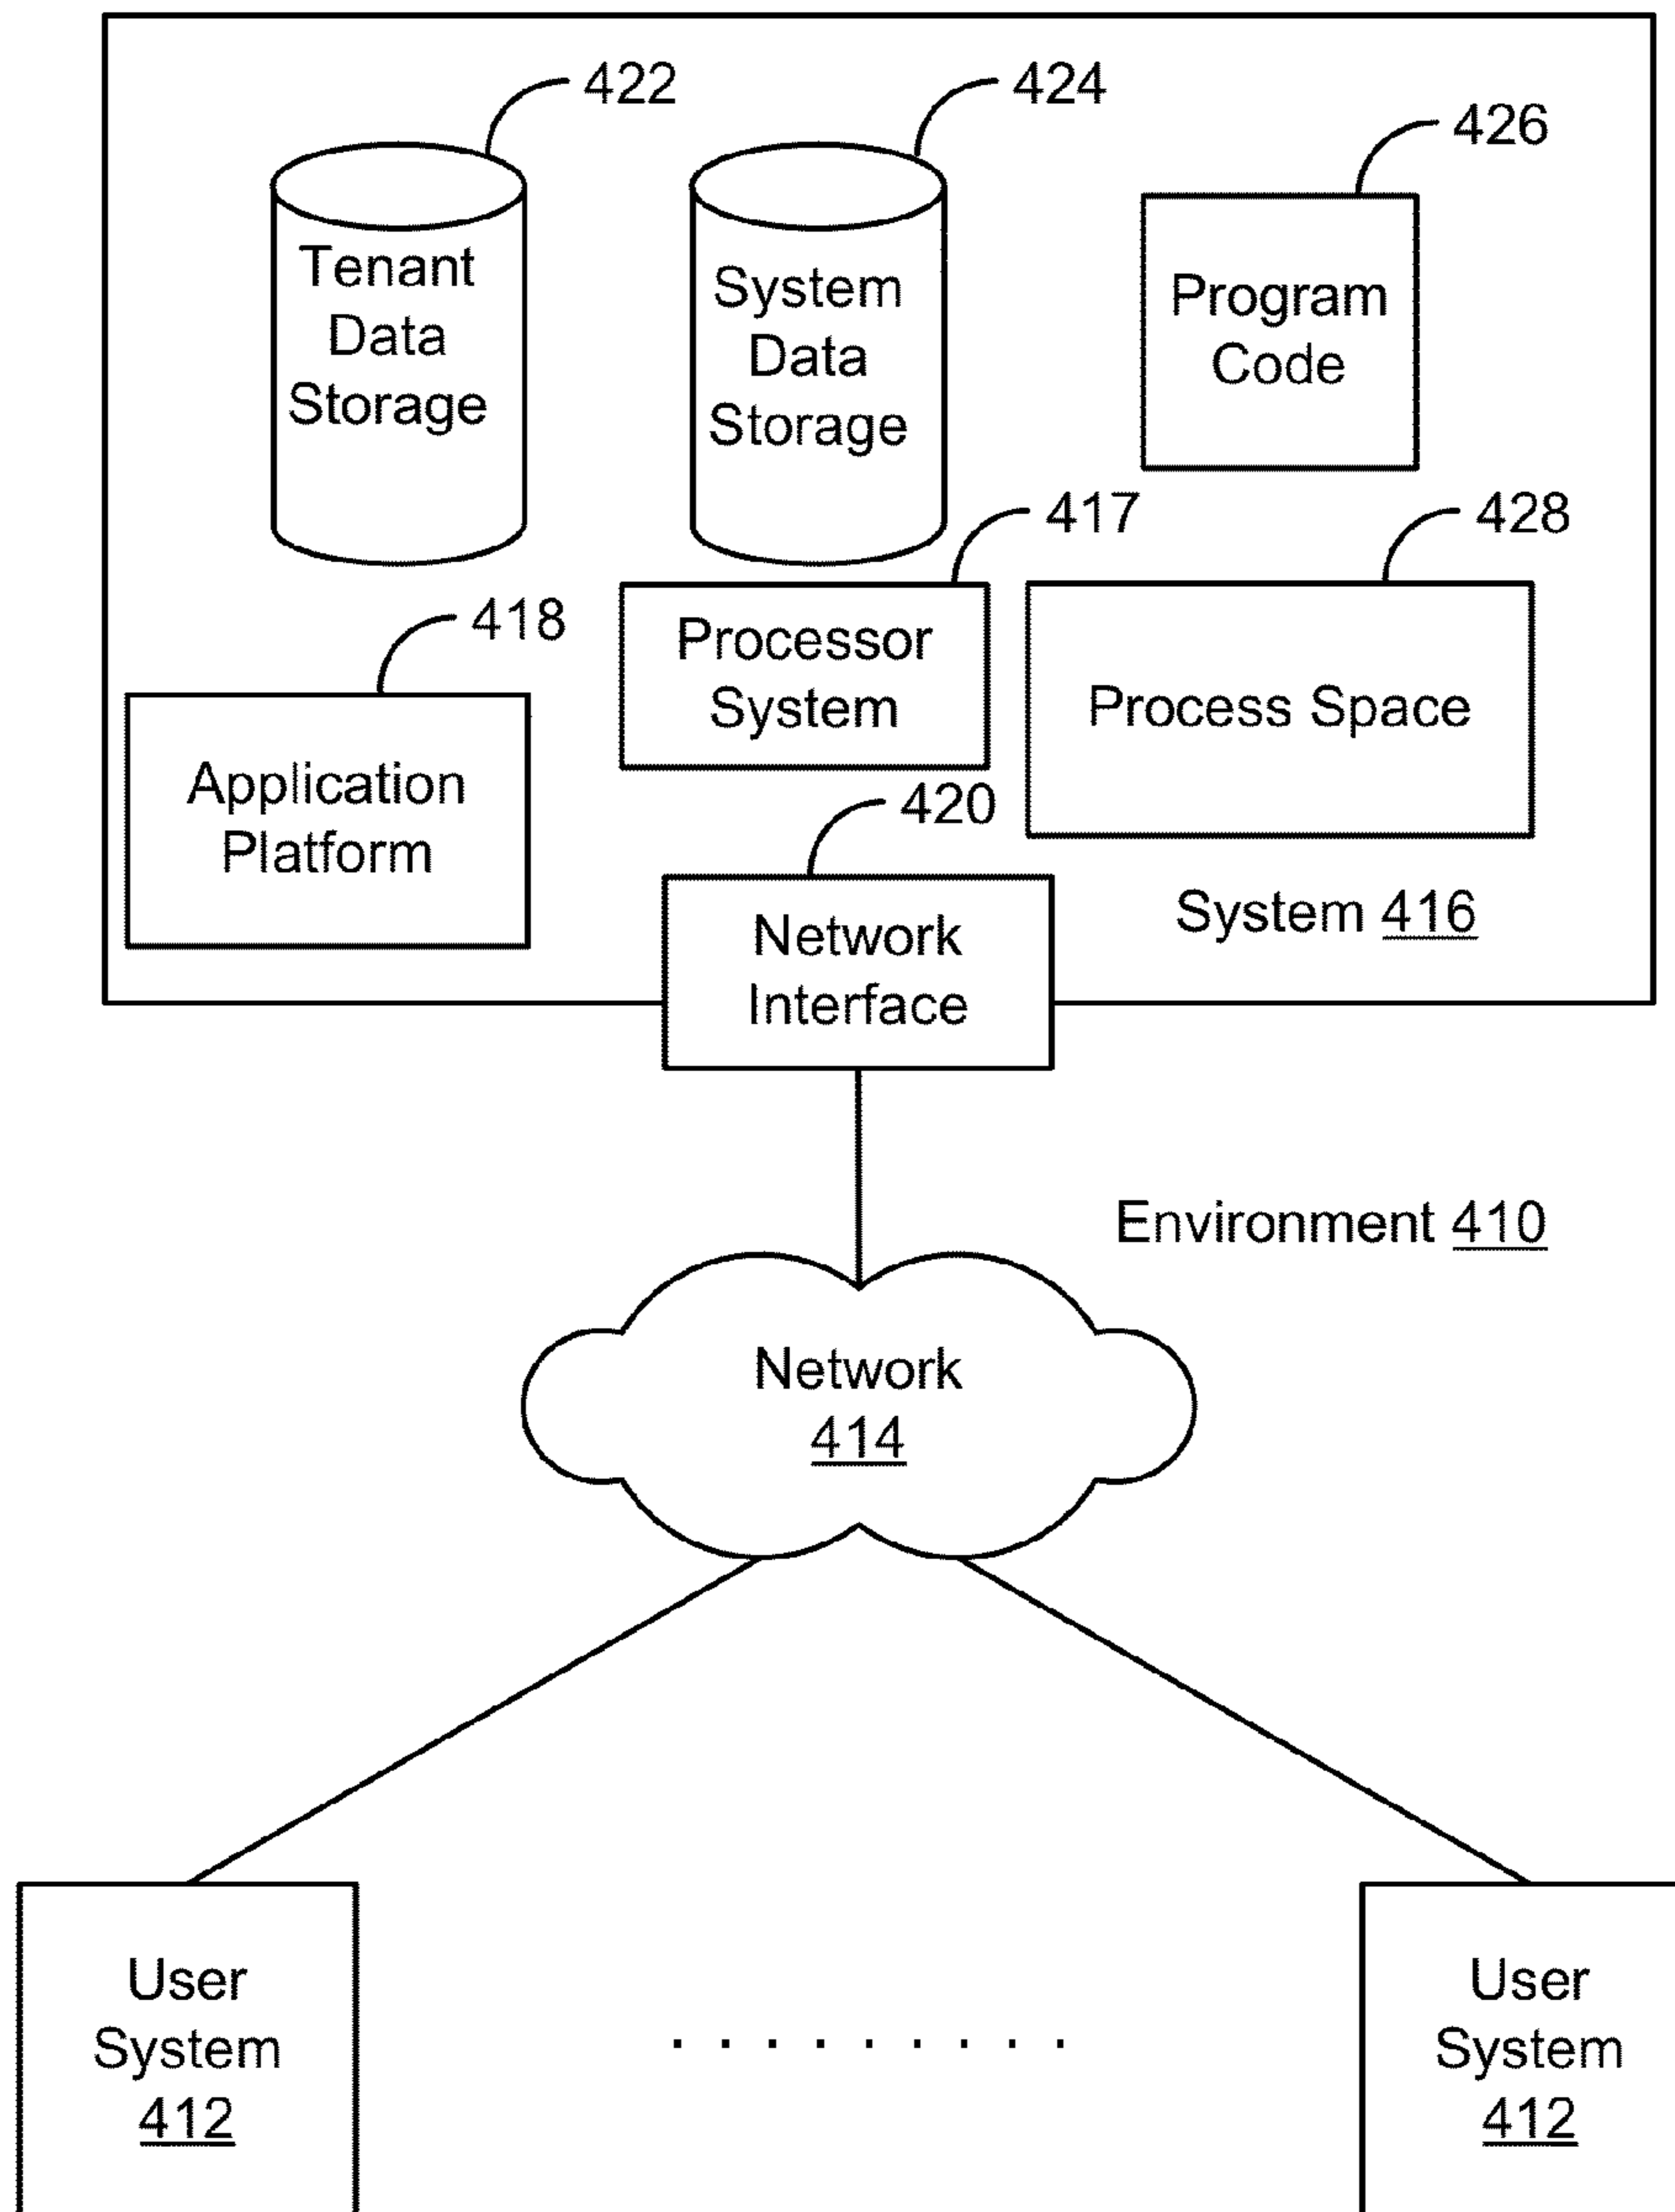 422
424
426
Tenant
Data
Storage
System
Data
Storage
Program
Code
417
428
418
Processor
System
Process Space
Application
Platform
420
Network
Interface
System 416
Environment 410
Network
414
User
System
412
. . . . . . . . .
User
System
412